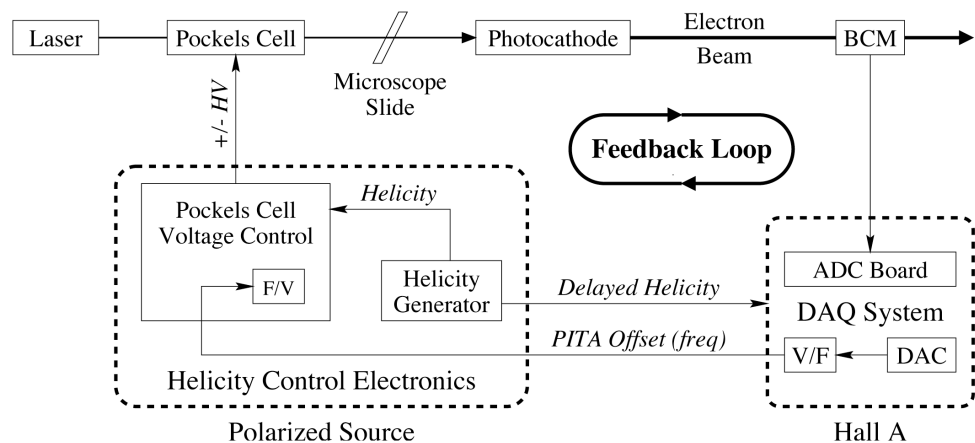 Laser
Pockels Cell
Microscope
Slide
Photocathode
Electron
Beam
BCM
+/- HV
Feedback Loop
Pockels Cell
Voltage Control
F/V
Helicity
Helicity
Generator
Delayed Helicity
PITA Offset (freq)
ADC Board
DAQ System
V/F
DAC
Helicity Control Electronics
Polarized Source
Hall A